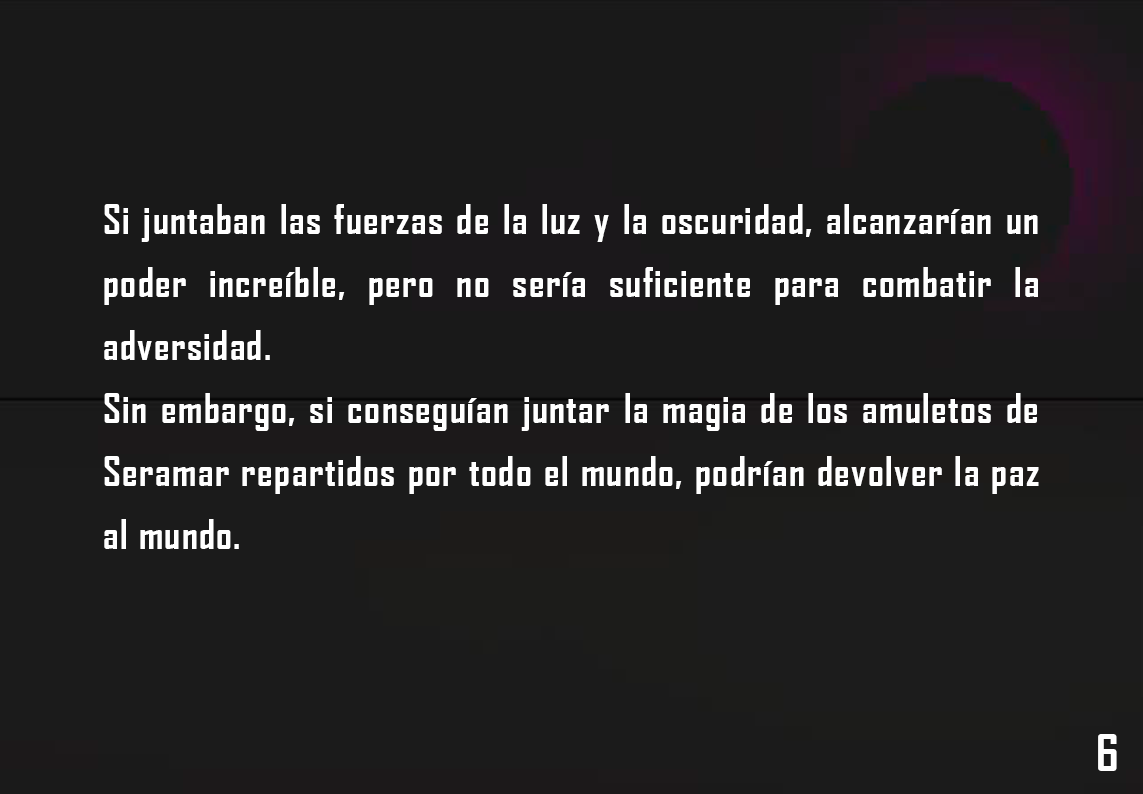 Si juntaban las fuerzas de la luz y la oscuridad, alcanzarían un
poder increíble, pero no sería suficiente para combatir la
adversidad.
Sin embargo, si conseguían juntar la magia de los amuletos de
Seramar repartidos por todo el mundo, podrían devolver la paz
al mundo.
6